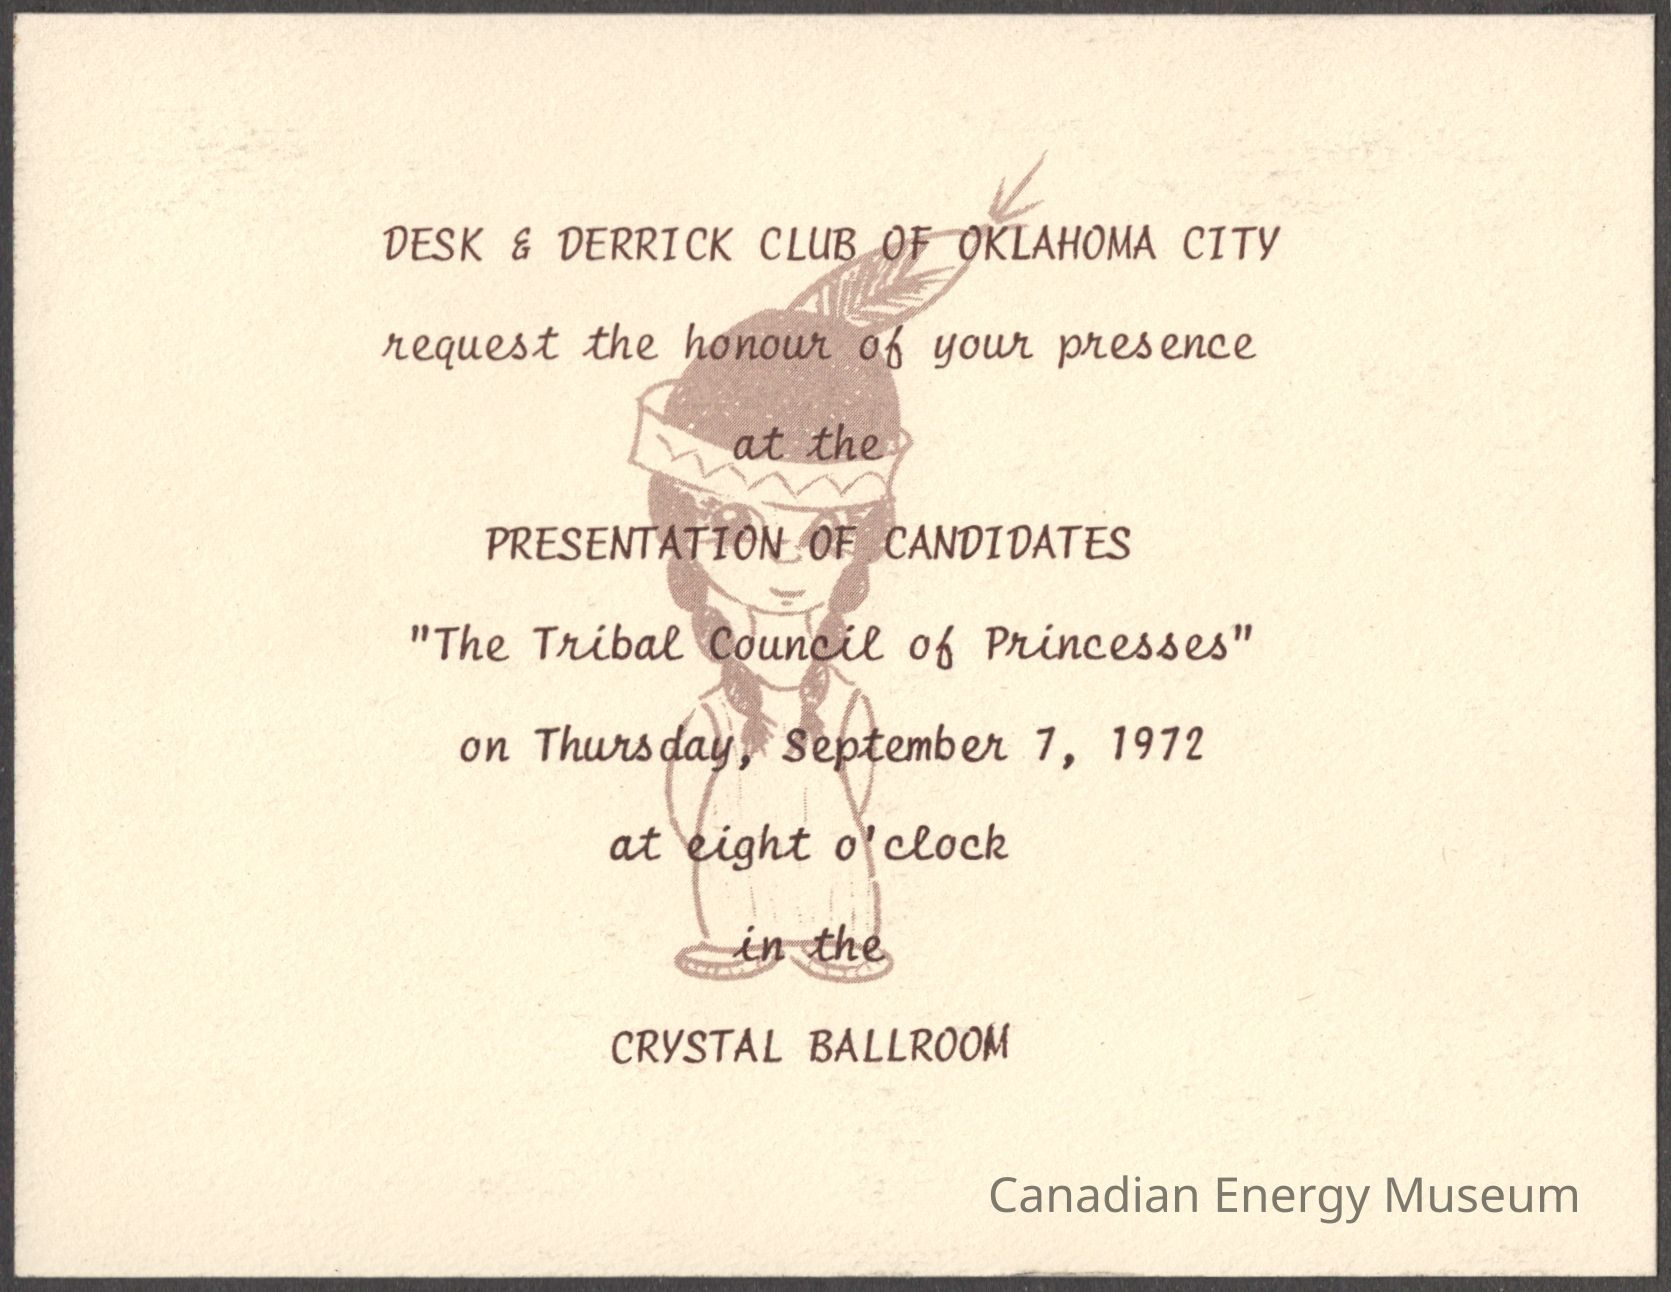 DESK & DERRICK CLUB OF OKLAHOMA CITY
request the honour of your presence
at the
PRESENTATION OF CANDIDATES
"The Tribal Council of Princesses"
on Thursday, September 7, 1972
at eight o'clock
in the
CRYSTAL BALLROOM
Canadian Energy Museum